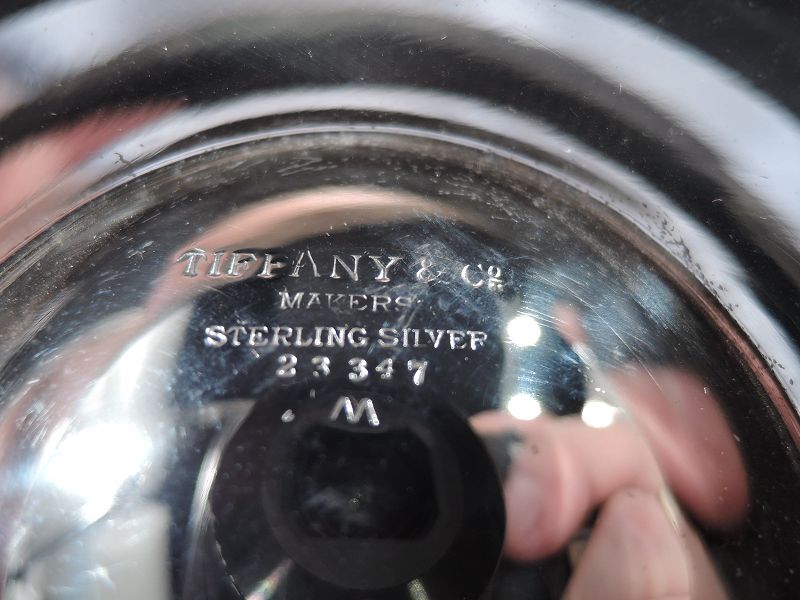 TIFFANY & Co
MAKERS
STERLING SILVER
23347
M